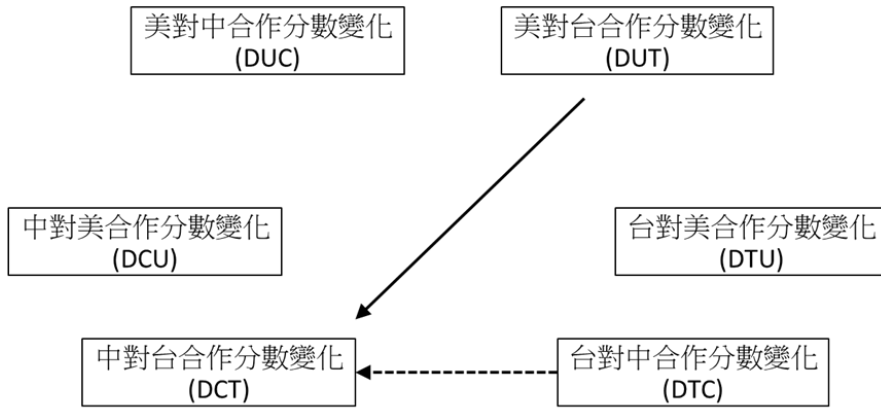 美對中合作分數變化
(DUC)
美對台合作分數變化
(DUT)
中對美合作分數變化
(DCU)
台對美合作分數變化
(DTU)
中對台合作分數變化
(DCT)
台對中合作分數變化
(DTC)